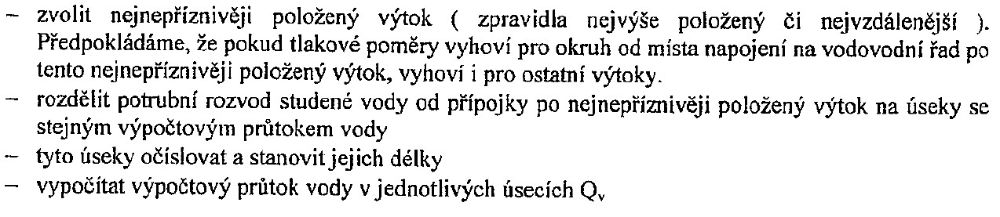 – zvolit nejnepříznivěji položený výtok ( zpravidla nejvýše položený či nejvzdálenější ).
Předpokládáme, že pokud tlakové poměry vyhoví pro okruh od místa napojení na vodovodní řad po
tento nejnepříznivěji položený výtok, vyhoví i pro ostatní výtoky.
– rozdělit potrubní rozvod studené vody od přípojky po nejnepříznivěji položený výtok na úseky se
stejným výpočtovým průtokem vody
– tyto úseky očíslovat a stanovit jejich délky
– vypočítat výpočtový průtok vody v jednotlivých úsecích Qv